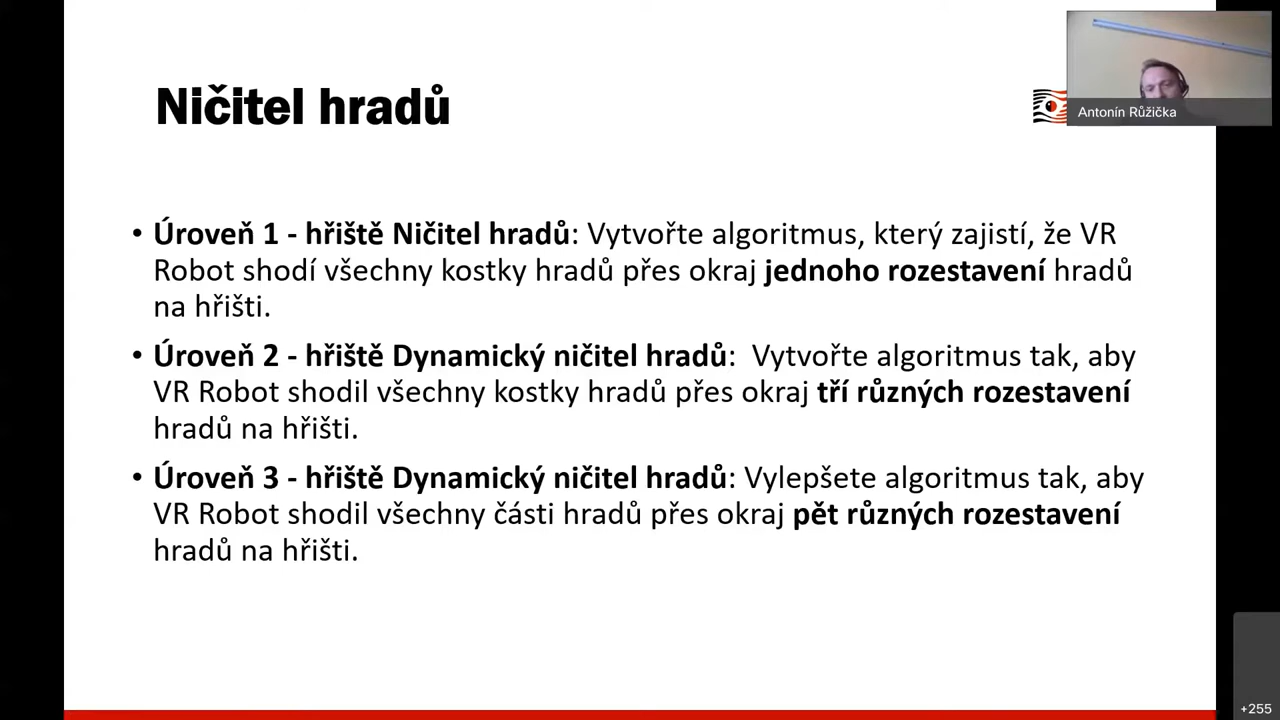 Ničitel hradů
Antonín Růžička
• Úroveň 1 - hřiště Ničitel hradů: Vytvořte algoritmus, který zajistí, že VR
Robot shodí všechny kostky hradů přes okraj jednoho rozestavení hradů
na hřišti.
• Úroveň 2 - hřiště Dynamický ničitel hradů:  Vytvořte algoritmus tak, aby
VR Robot shodil všechny kostky hradů přes okraj tří různých rozestavení
hradů na hřišti.
• Úroveň 3 - hřiště Dynamický ničitel hradů: Vylepšete algoritmus tak, aby
VR Robot shodil všechny části hradů přes okraj pět různých rozestavení
hradů na hřišti.
+255